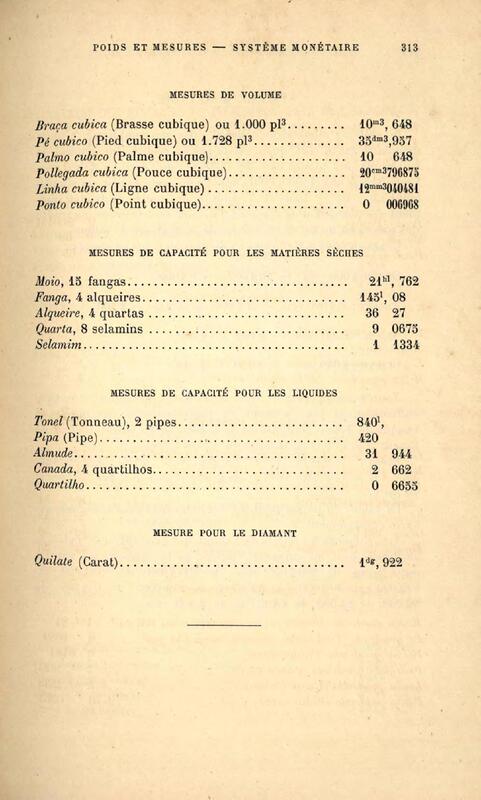 POIDS ET MESURES — SYSTÈME MONÉTAIRE 313
MESURES DE VOLUME
Braça cubica (Brasse cubique) ou 1.000 pl³......... 10m³, 648
Pé cubico (Pied cubique) ou 1.728 pl³.............. 35dm³,937
Palmo cubico (Palme cubique)..................... 10 648
Pollegada cubica (Pouce cubique).................. 20cm³796875
Linha cubica (Ligne cubique) ..................... 12mm³040481
Ponto cubico (Point cubique)...................... 0 006968
MESURES DE CAPACITÉ POUR LES MATIÈRES SÈCHES
Moio, 15 fangas................................. 21hl, 762
Fanga, 4 alqueires............................... 145l, 08
Alqueire, 4 quartas .............................. 36 27
Quarta, 8 selamins .............................. 9 0675
Selamim........................................ 1 1334
MESURES DE CAPACITÉ POUR LES LIQUIDES
Tonel (Tonneau), 2 pipes......................... 840l,
Pipa (Pipe)..................................... 420
Almude......................................... 31 944
Canada, 4 quartilhos............................. 2 662
Quartilho....................................... 0 6655
MESURE POUR LE DIAMANT
Quilate (Carat).................................. 1dg, 922